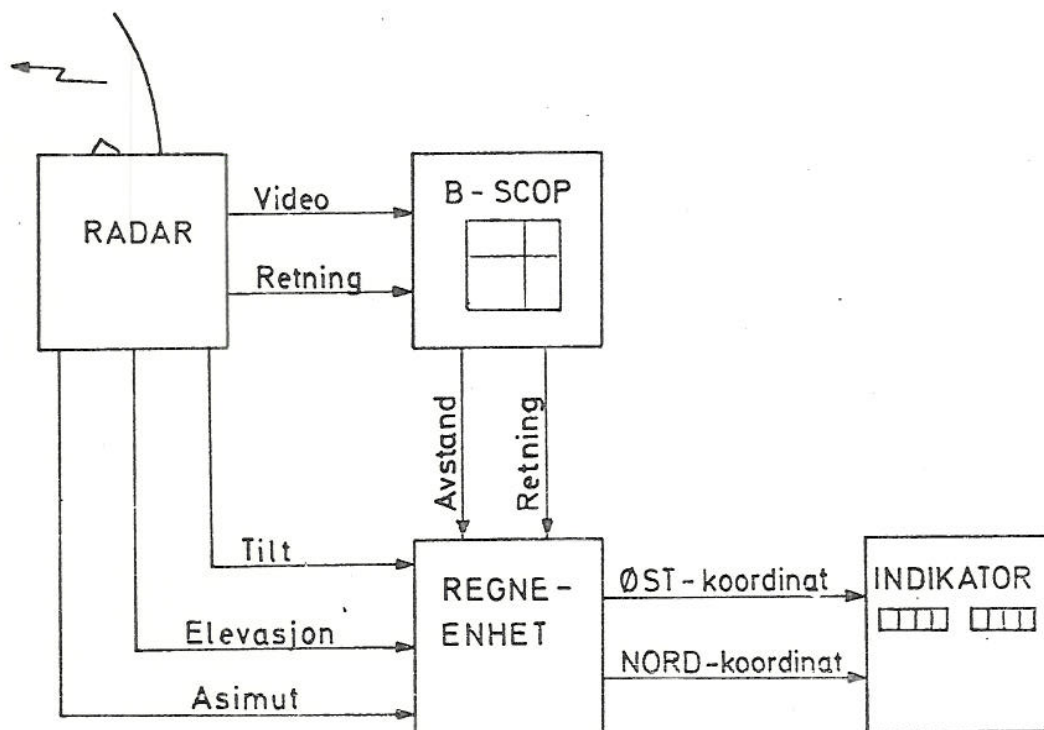 RADAR
Video
Retning
B-SCOP
Avstand
Retning
Tilt
Elevasjon
Asimut
REGNE-
ENHET
ØST-koordinat
NORD-koordinat
INDIKATOR